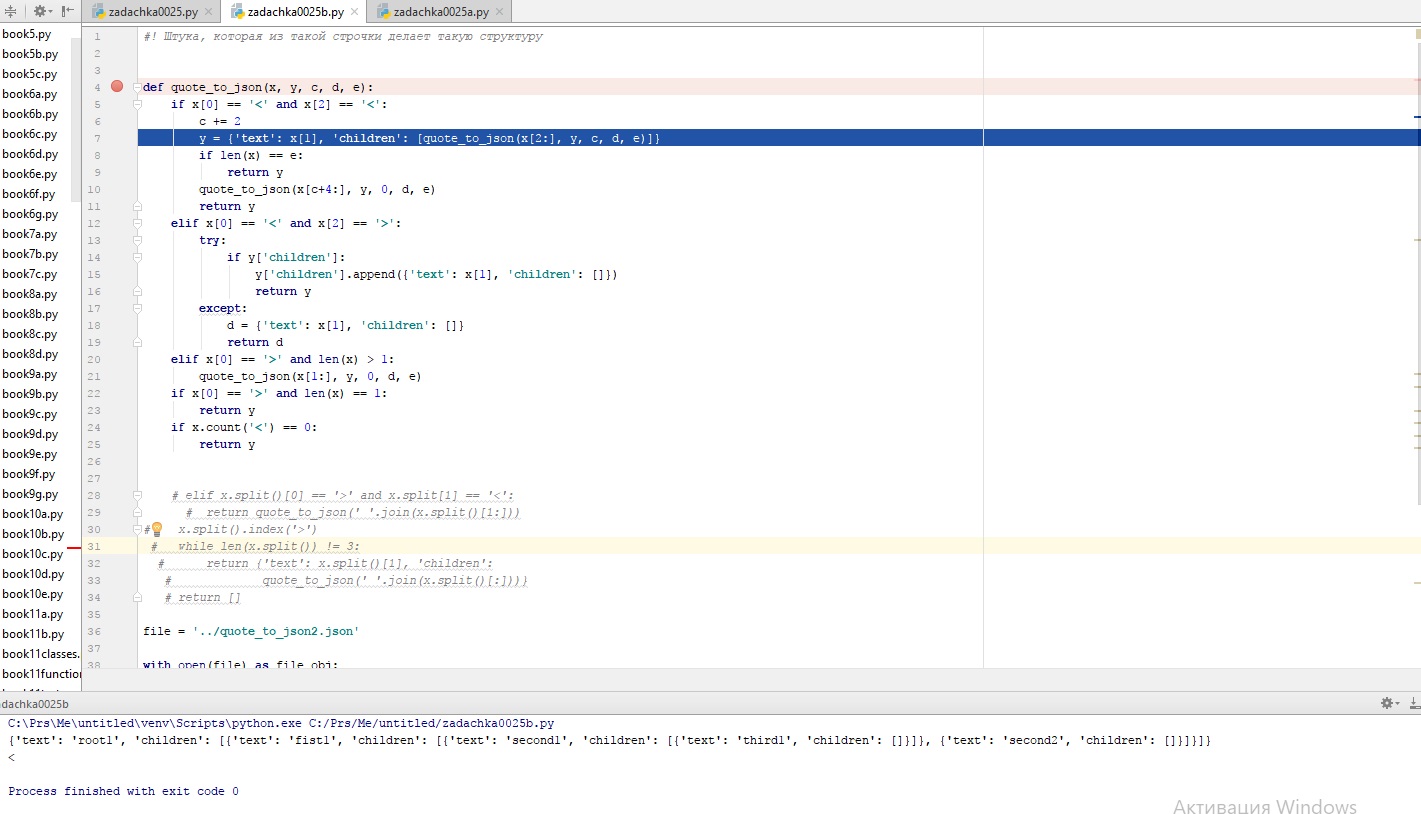 zadachka0025.py zadachka0025b.py zadachka0025a.py
book5.py
book5b.py
book5c.py
book6a.py
book6b.py
book6c.py
book6d.py
book6e.py
book6f.py
book6g.py
book7a.py
book7b.py
book7c.py
book8a.py
book8b.py
book8c.py
book8d.py
book9a.py
book9b.py
book9c.py
book9d.py
book9e.py
book9f.py
book9g.py
book10a.py
book10b.py
book10c.py
book10d.py
book10e.py
book11a.py
book11b.py
book11classes.
book11function
1 #! Штука, которая из такой строчки делает такую структуру
2
3
4 def quote_to_json(x, y, c, d, e):
5 if x[0] == '<' and x[2] == '<':
6 c += 2
7 y = {'text': x[1], 'children': [quote_to_json(x[2:], y, c, d, e)]}
8 if len(x) == e:
9 return y
10 quote_to_json(x[c+4:], y, 0, d, e)
11 return y
12 elif x[0] == '<' and x[2] == '>':
13 try:
14 if y['children']:
15 y['children'].append({'text': x[1], 'children': []})
16 return y
17 except:
18 d = {'text': x[1], 'children': []}
19 return d
20 elif x[0] == '>' and len(x) > 1:
21 quote_to_json(x[1:], y, 0, d, e)
22 if x[0] == '>' and len(x) == 1:
23 return y
24 if x.count('<') == 0:
25 return y
26
27
28 # elif x.split()[0] == '>' and x.split[1] == '<':
29 # return quote_to_json(' '.join(x.split()[1:]))
30 # x.split().index('>')
31 # while len(x.split()) != 3:
32 # return {'text': x.split()[1], 'children':
33 # quote_to_json(' '.join(x.split()[:]))}
34 # return []
35
36 file = '../quote_to_json2.json'
37
38 with open(file) as file_obj:
adachka0025b
C:\Prs\Me\untitled\venv\Scripts\python.exe C:/Prs/Me/untitled/zadachka0025b.py
{'text': 'root1', 'children': [{'text': 'fist1', 'children': [{'text': 'second1', 'children': [{'text': 'third1', 'children': []}]}, {'text': 'second2', 'children': []}]}]}
<
Process finished with exit code 0
Активация Windows